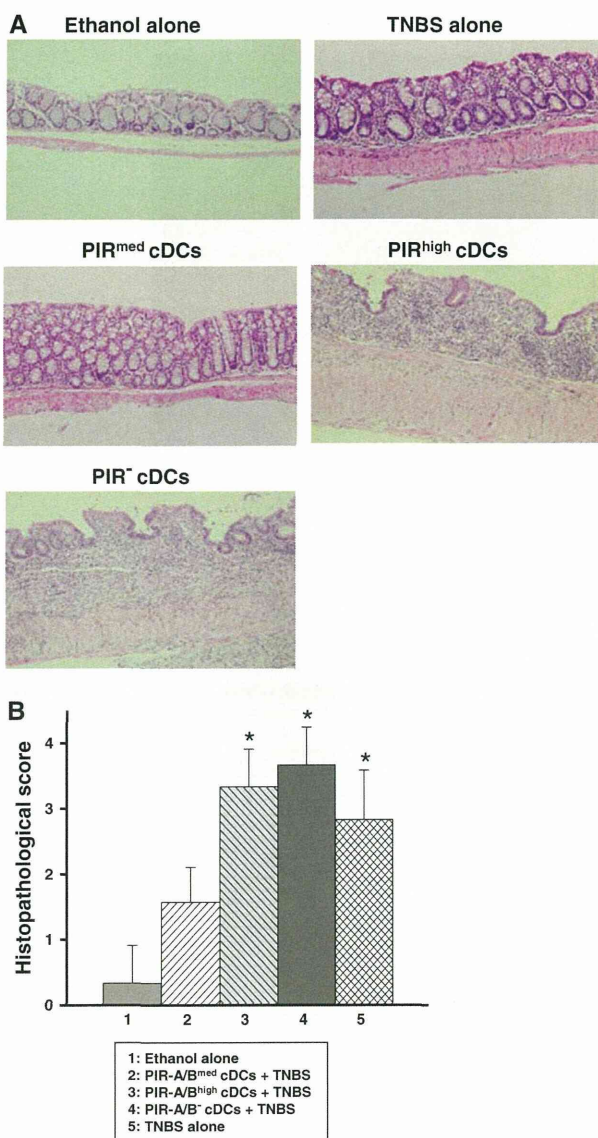 A
Ethanol alone
TNBS alone
PIRmed cDCs
PIRhigh cDCs
PIR- cDCs
B
Histopathological score
4
3
2
1
0
*
*
*
1 2 3 4 5
1: Ethanol alone
2: PIR-A/Bmed cDCs + TNBS
3: PIR-A/Bhigh cDCs + TNBS
4: PIR-A/B- cDCs + TNBS
5: TNBS alone